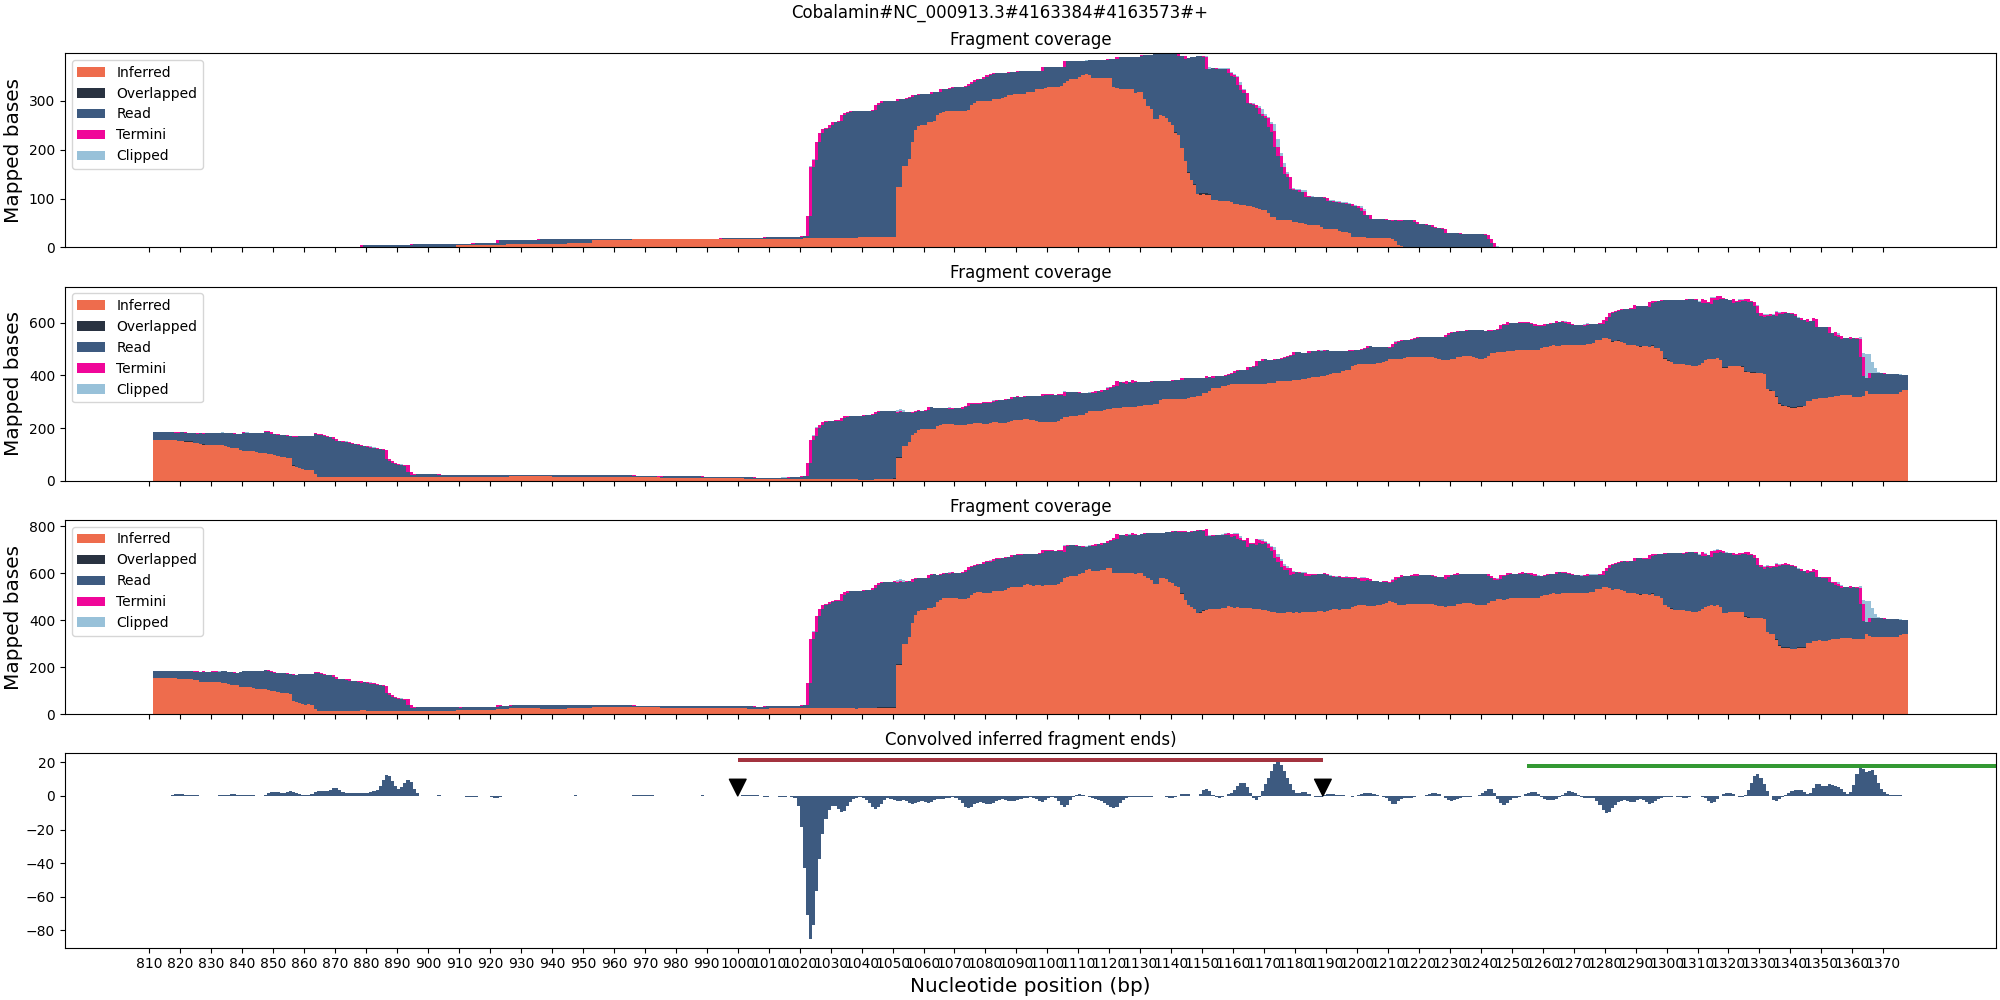 Cobalamin#NC_000913.3#4163384#4163573#+
Fragment coverage
Mapped bases
300
200
100
0
Inferred
Overlapped
Read
Termini
Clipped
Fragment coverage
Mapped bases
600
400
200
0
Inferred
Overlapped
Read
Termini
Clipped
Fragment coverage
Mapped bases
800
600
400
200
0
Inferred
Overlapped
Read
Termini
Clipped
Convolved inferred fragment ends)
20
0
−20
−40
−60
−80
810 820 830 840 850 860 870 880 890 900 910 920 930 940 950 960 970 980 990 1000 1010 1020 1030 1040 1050 1060 1070 1080 1090 1100 1110 1120 1130 1140 1150 1160 1170 1180 1190 1200 1210 1220 1230 1240 1250 1260 1270 1280 1290 1300 1310 1320 1330 1340 1350 1360 1370
Nucleotide position (bp)